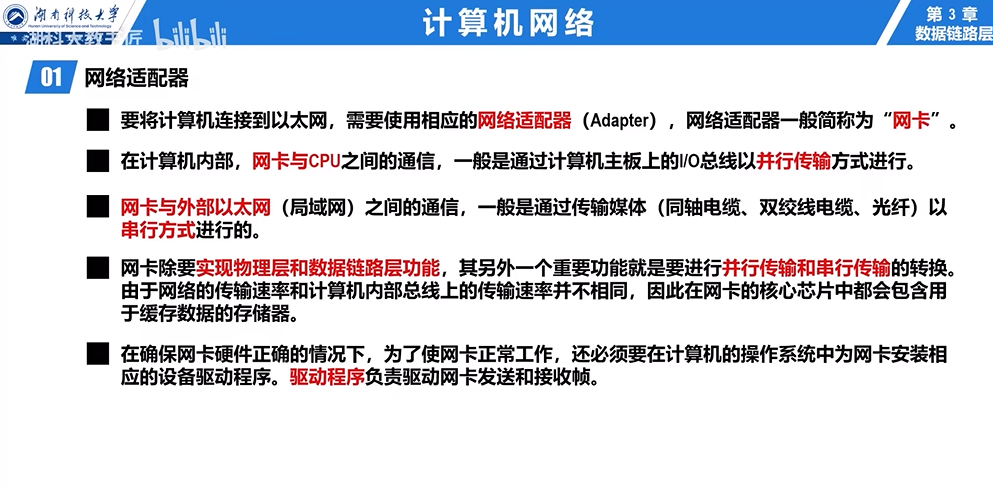 湖南科技大学
Hunan University of Science and Technology
湖科大教书匠
bilibili
计算机网络
第 3 章
数据链路层
01 网络适配器
要将计算机连接到以太网，需要使用相应的网络适配器（Adapter），网络适配器一般简称为“网卡”。
在计算机内部，网卡与CPU之间的通信，一般是通过计算机主板上的I/O总线以并行传输方式进行。
网卡与外部以太网（局域网）之间的通信，一般是通过传输媒体（同轴电缆、双绞线电缆、光纤）以
串行方式进行的。
网卡除要实现物理层和数据链路层功能，其另外一个重要功能就是要进行并行传输和串行传输的转换。
由于网络的传输速率和计算机内部总线上的传输速率并不相同，因此在网卡的核心芯片中都会包含用
于缓存数据的存储器。
在确保网卡硬件正确的情况下，为了使网卡正常工作，还必须要在计算机的操作系统中为网卡安装相
应的设备驱动程序。驱动程序负责驱动网卡发送和接收帧。